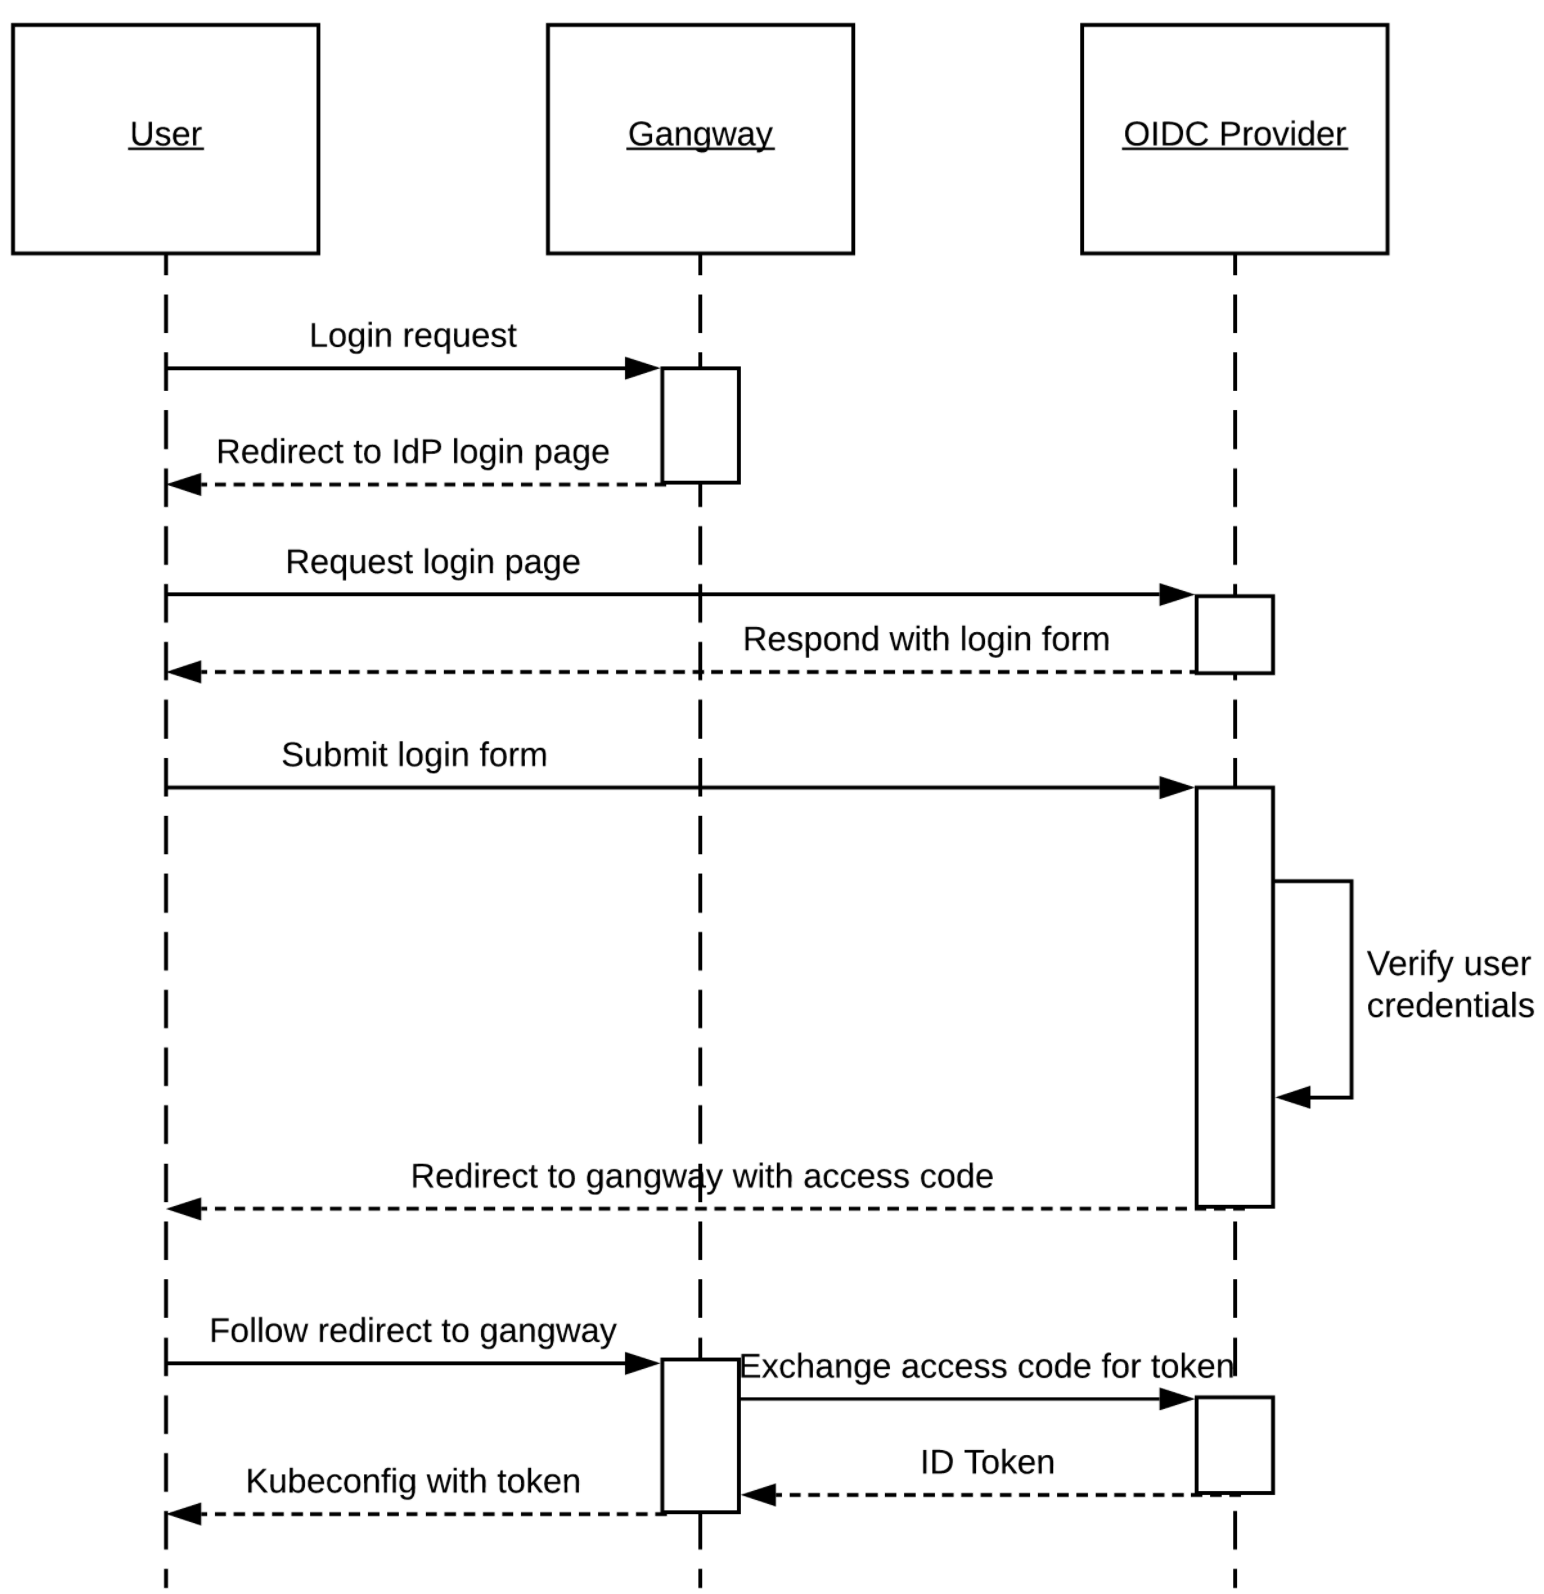 User
Gangway
OIDC Provider
Login request
Redirect to IdP login page
Request login page
Respond with login form
Submit login form
Verify user
credentials
Redirect to gangway with access code
Follow redirect to gangway
Exchange access code for token
ID Token
Kubeconfig with token